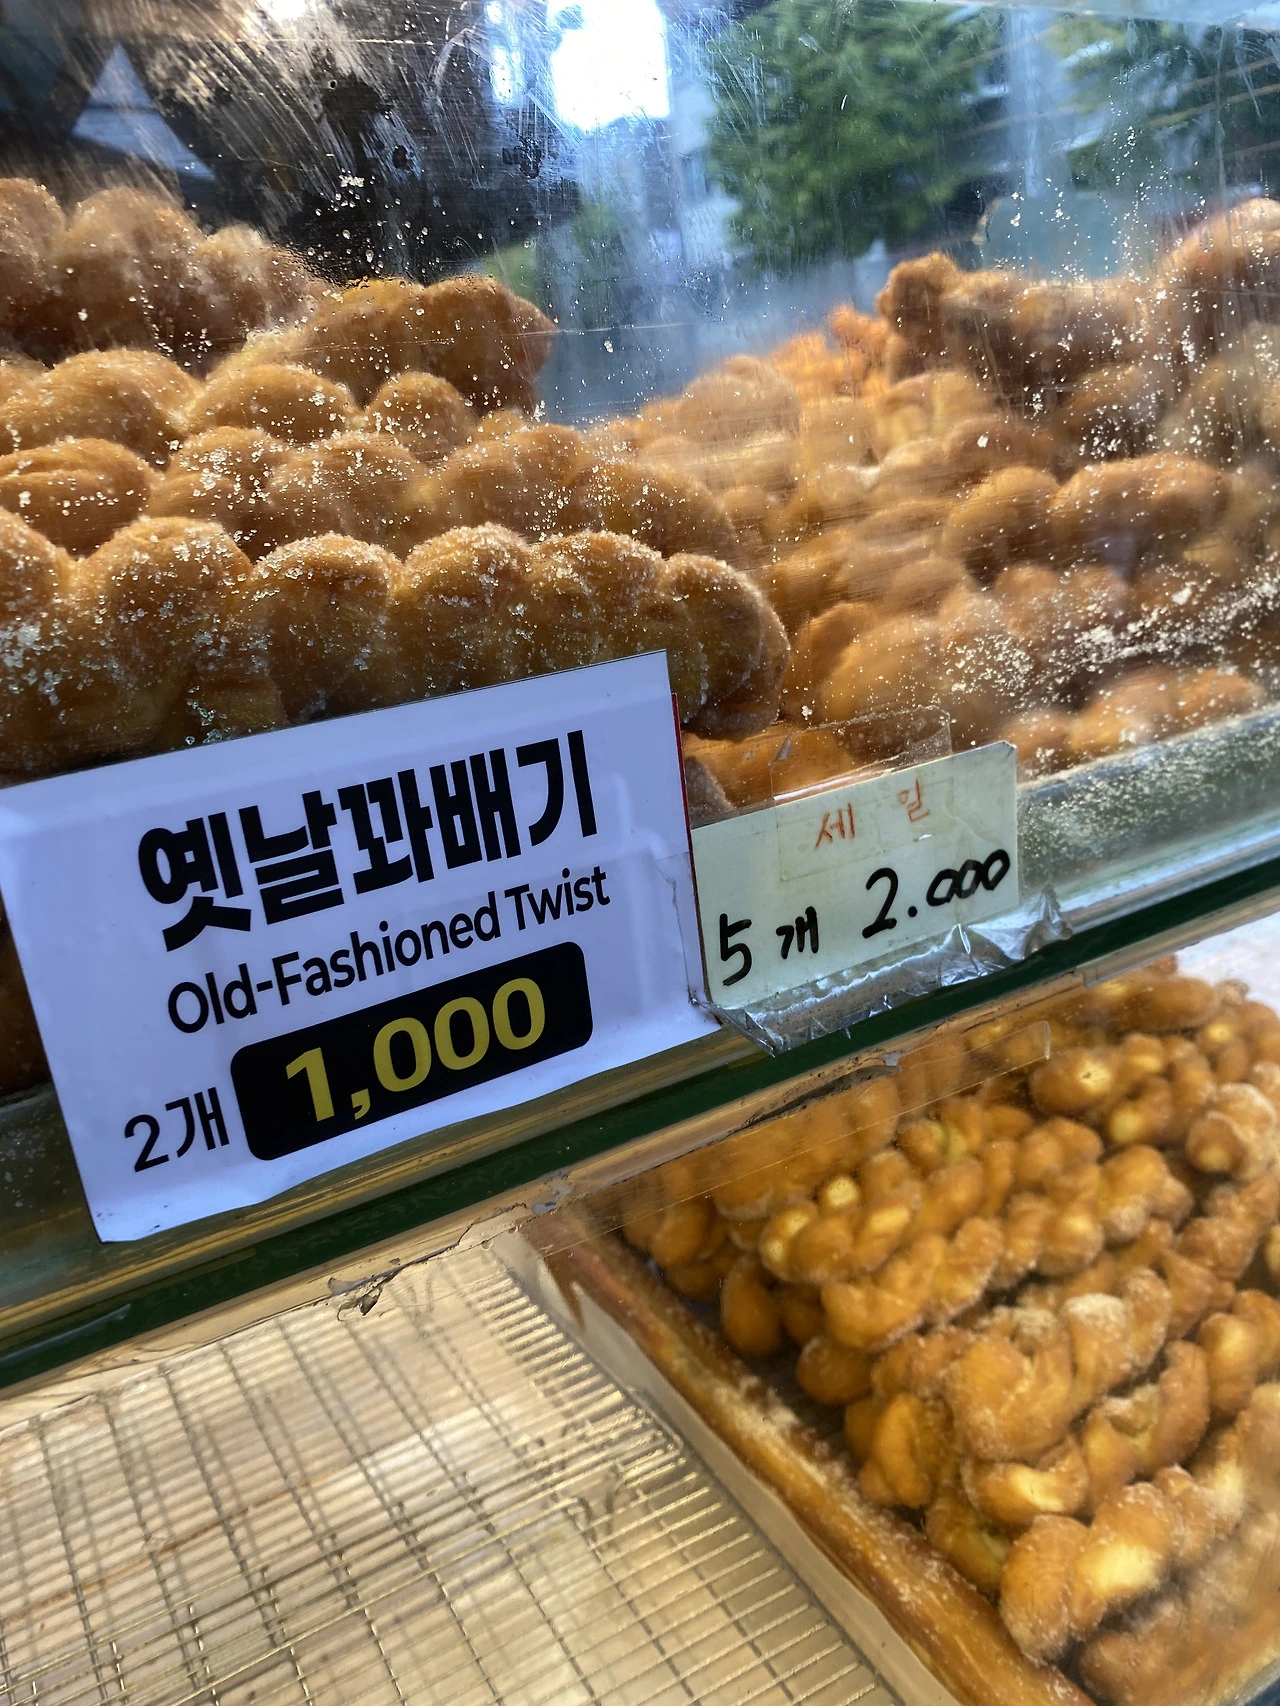 옛날꽈배기
Old-Fashioned Twist
2개 1,000
세 일
5개 2.000